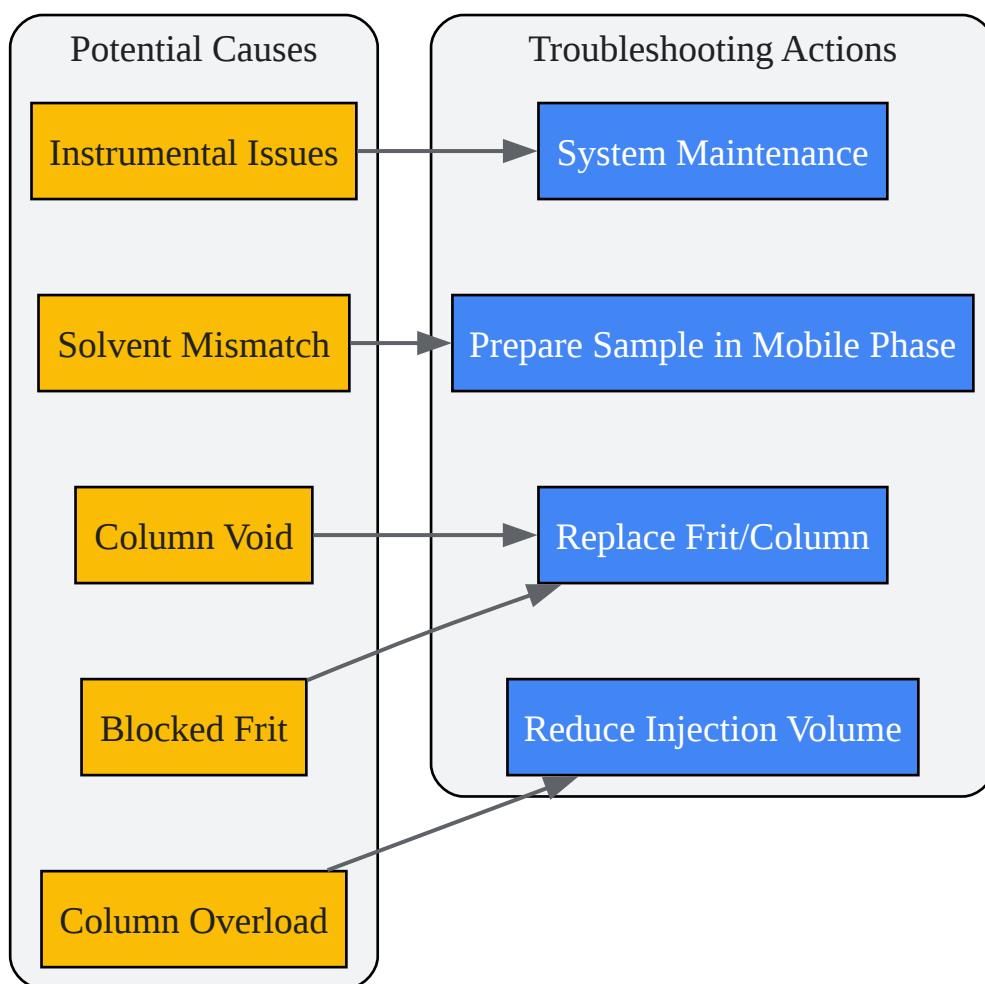 Potential Causes
Troubleshooting Actions
Instrumental Issues
System Maintenance
Solvent Mismatch
Prepare Sample in Mobile Phase
Column Void
Replace Frit/Column
Blocked Frit
Reduce Injection Volume
Column Overload